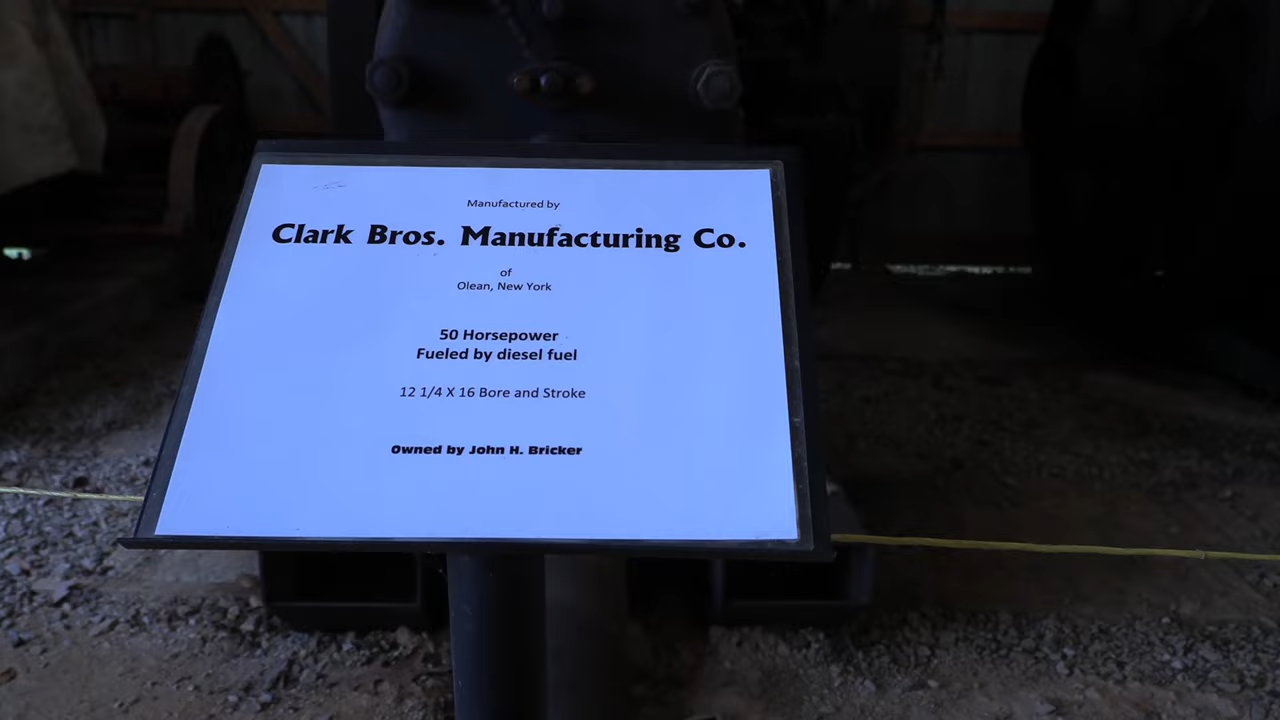 Manufactured by
Clark Bros. Manufacturing Co.
of
Olean, New York
50 Horsepower
Fueled by diesel fuel
12 1/4 X 16 Bore and Stroke
Owned by John H. Bricker